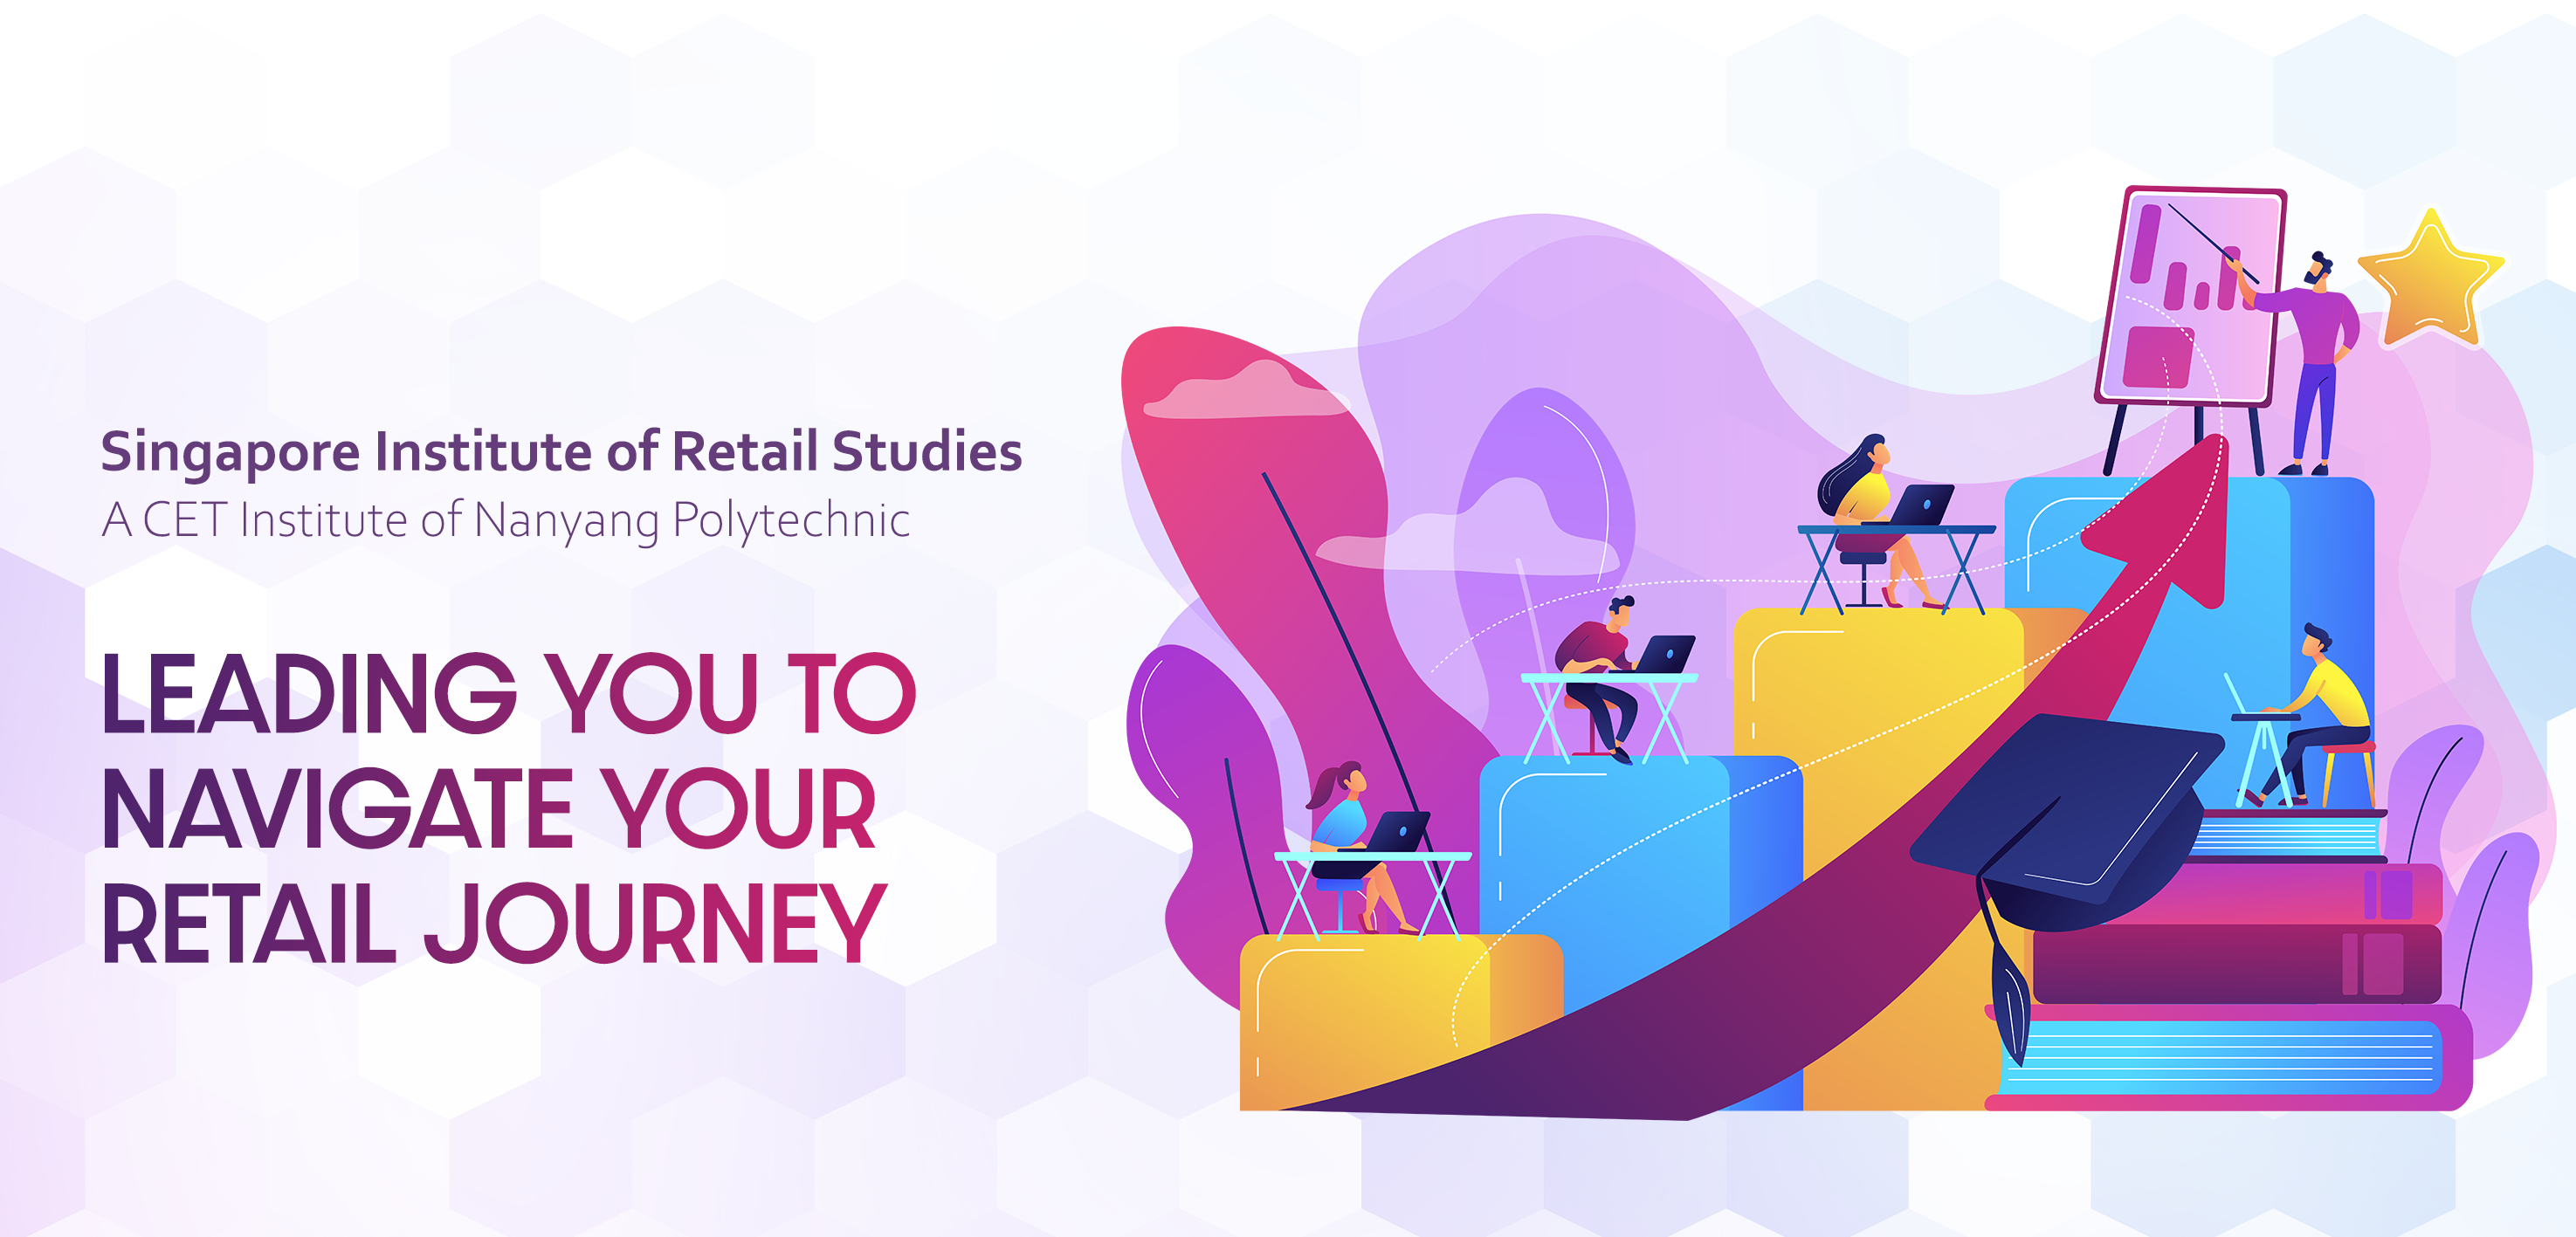 Singapore Institute of Retail Studies
A CET Institute of Nanyang Polytechnic
LEADING YOU TO
NAVIGATE YOUR
RETAIL JOURNEY